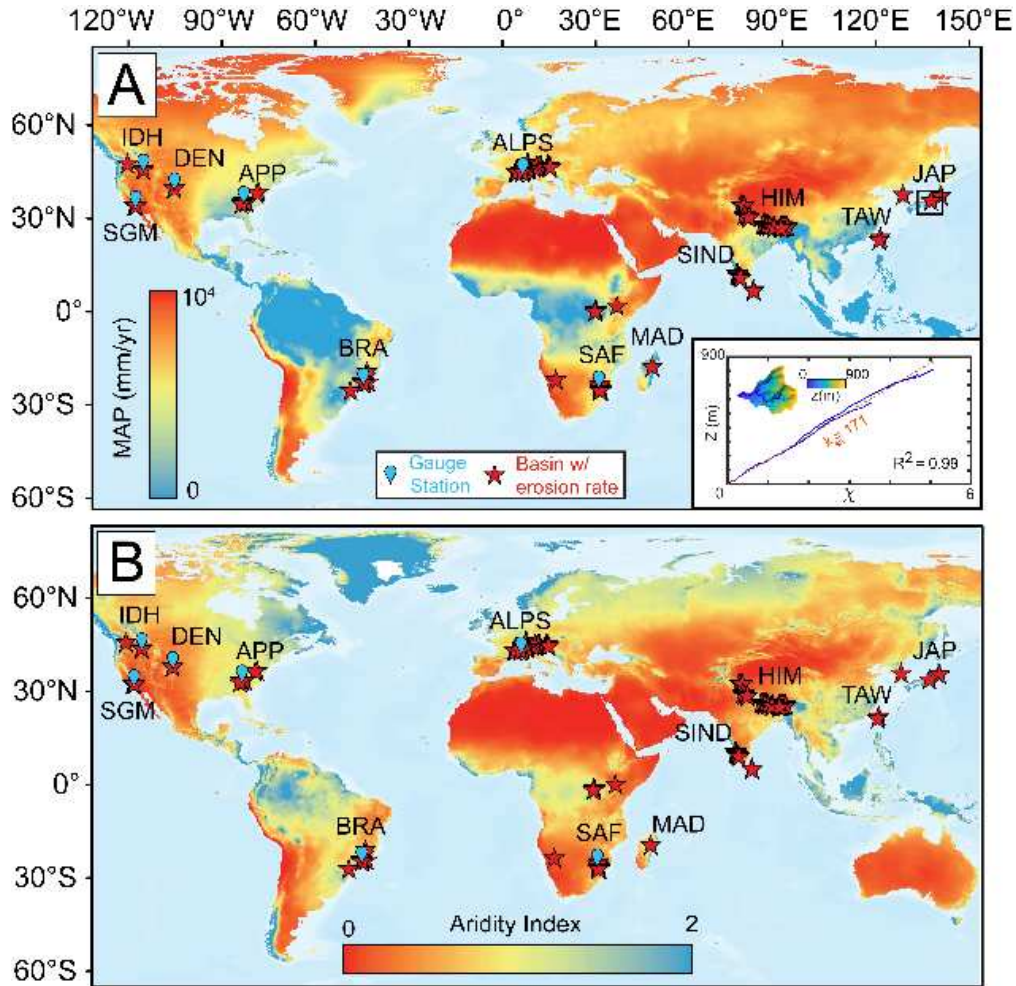 120°W 90°W 60°W 30°W 0° 30°E 60°E 90°E 120°E 150°E
A
60°N
30°N
0°
30°S
60°S
IDH
DEN
APP
SGM
ALPS
HIM
JAP
TAW
SIND
BRA
SAF
MAD
MAP (mm/yr)
10⁴
0
Gauge
Station
Basin w/
erosion rate
900
Z (m)
0
0 900
z(m)
R² = 0.99
χ
6
B
60°N
30°N
0°
30°S
60°S
IDH
DEN
APP
SGM
ALPS
HIM
JAP
TAW
SIND
BRA
SAF
MAD
0 Aridity Index 2